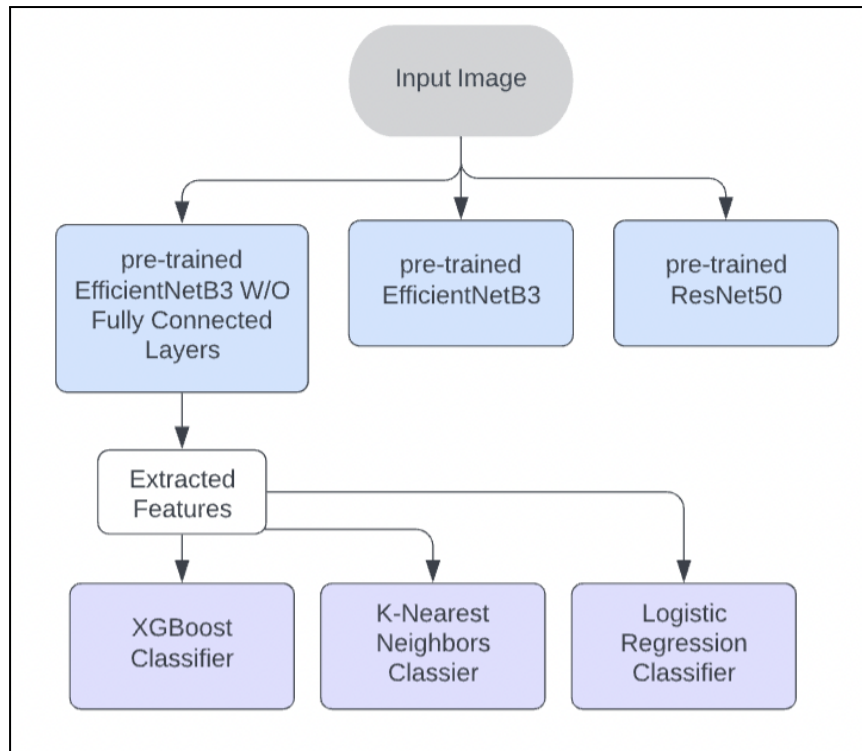 Input Image
pre-trained
EfficientNetB3 W/O
Fully Connected
Layers
pre-trained
EfficientNetB3
pre-trained
ResNet50
Extracted
Features
XGBoost
Classifier
K-Nearest
Neighbors
Classier
Logistic
Regression
Classifier